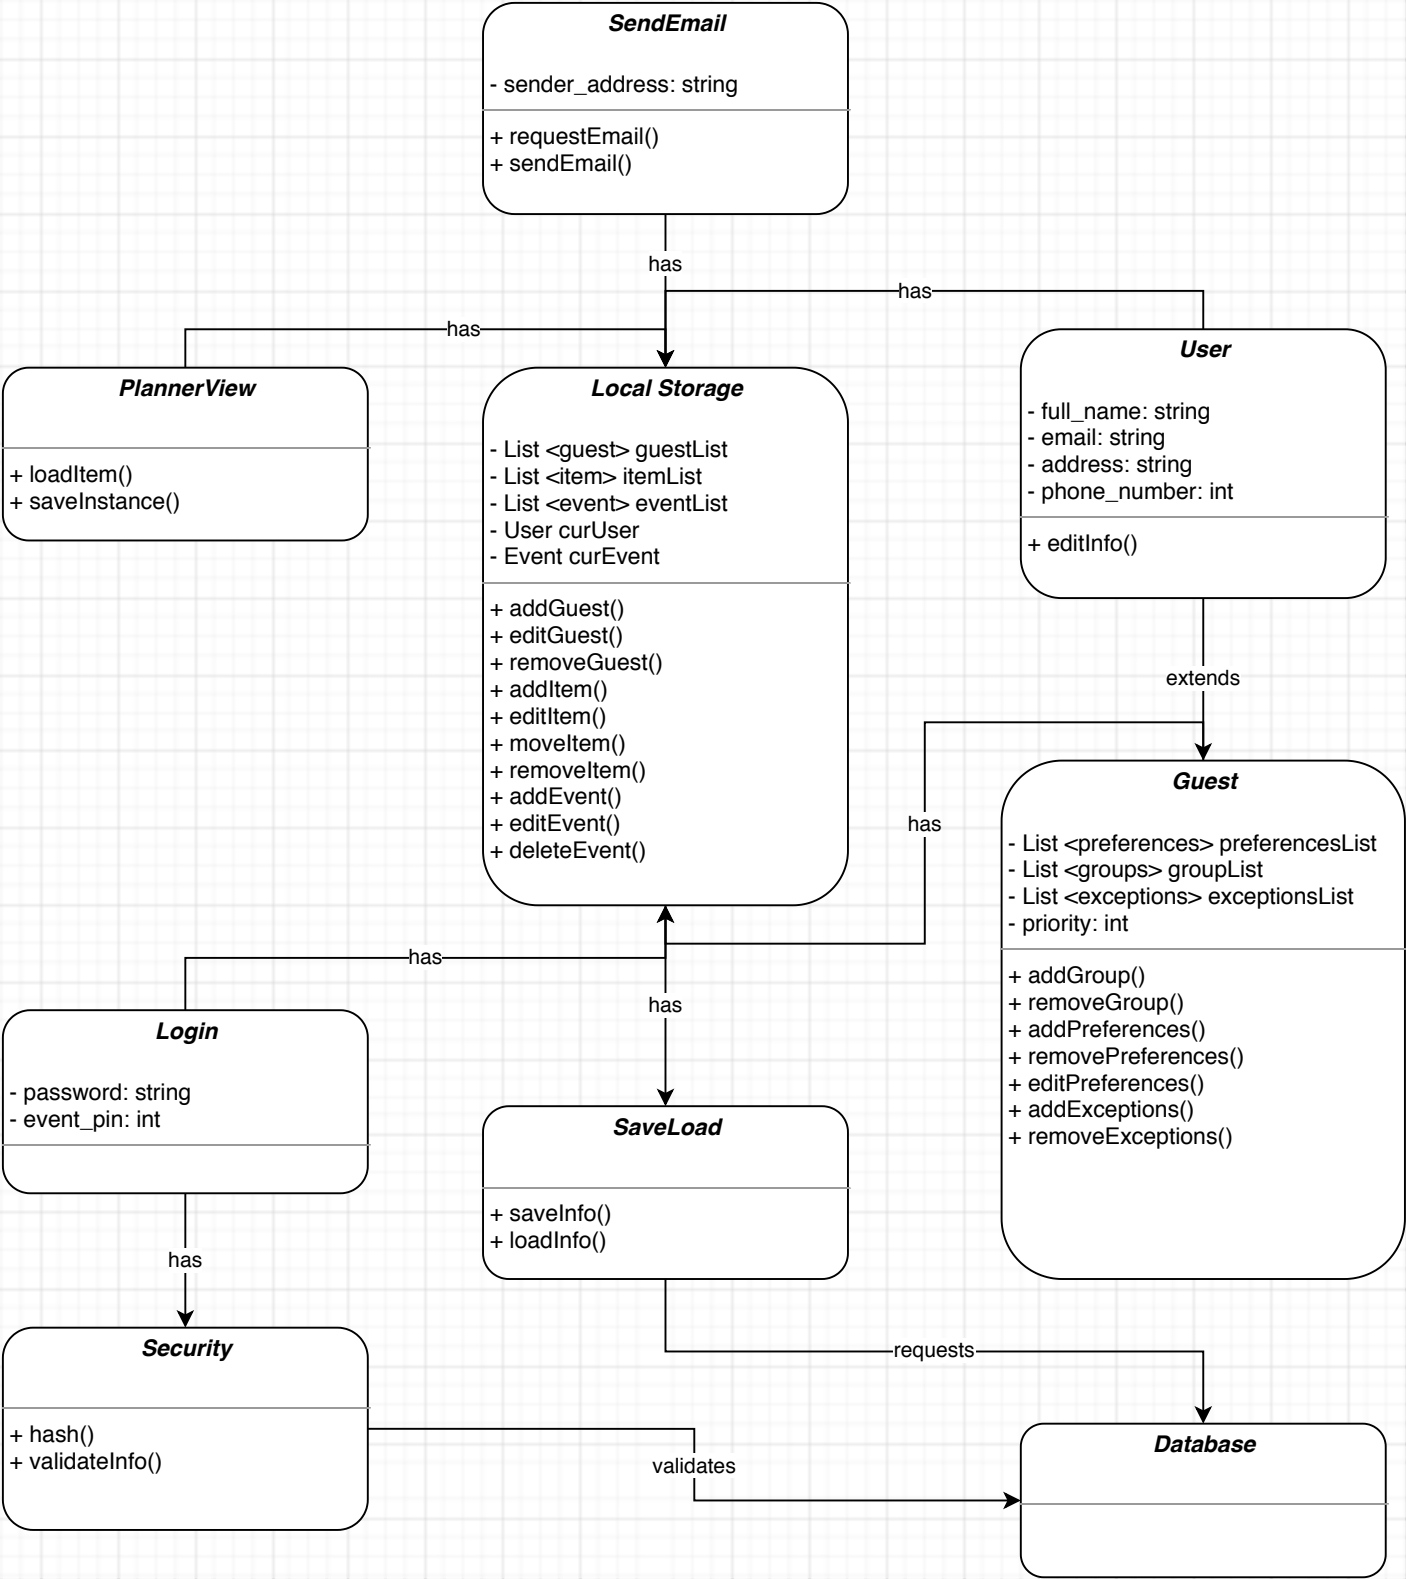 SendEmail
- sender_address: string
+ requestEmail()
+ sendEmail()
has
has
has
PlannerView
+ loadItem()
+ saveInstance()
Local Storage
- List <guest> guestList
- List <item> itemList
- List <event> eventList
- User curUser
- Event curEvent
+ addGuest()
+ editGuest()
+ removeGuest()
+ addItem()
+ editItem()
+ moveItem()
+ removeItem()
+ addEvent()
+ editEvent()
+ deleteEvent()
User
- full_name: string
- email: string
- address: string
- phone_number: int
+ editInfo()
extends
has
Guest
- List <preferences> preferencesList
- List <groups> groupList
- List <exceptions> exceptionsList
- priority: int
+ addGroup()
+ removeGroup()
+ addPreferences()
+ removePreferences()
+ editPreferences()
+ addExceptions()
+ removeExceptions()
has
has
Login
- password: string
- event_pin: int
SaveLoad
+ saveInfo()
+ loadInfo()
has
Security
+ hash()
+ validateInfo()
requests
validates
Database